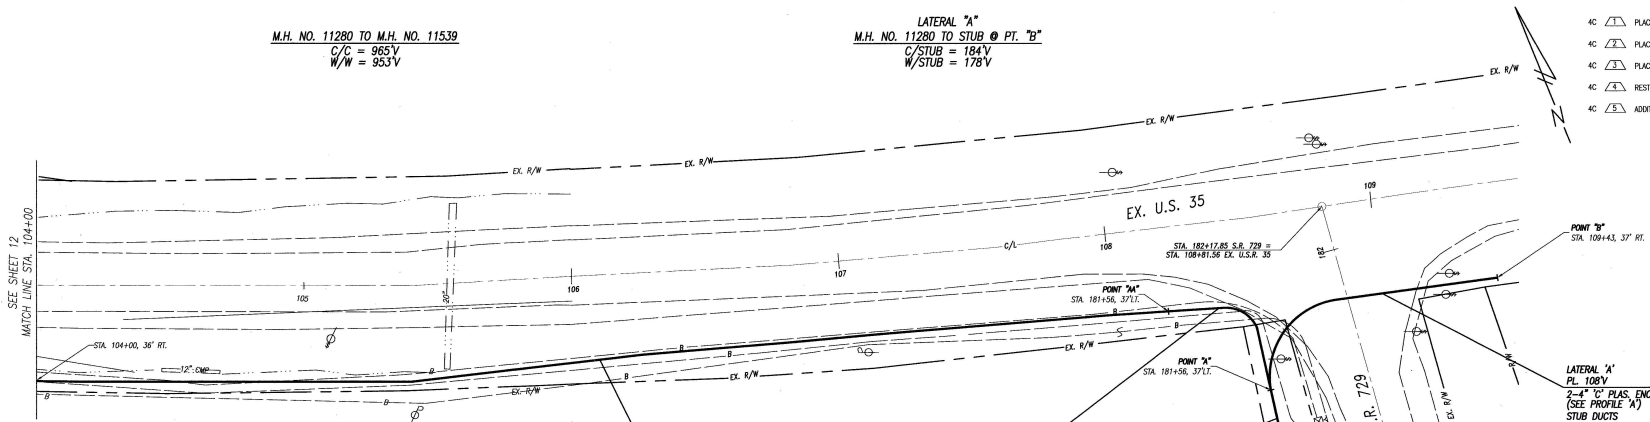 M.H. NO. 11280 TO M.H. NO. 11539
C/C = 965'V
W/W = 953'V
LATERAL "A"
M.H. NO. 11280 TO STUB @ PT. "B"
C/STUB = 184'V
W/STUB = 178'V
4C 1 PLAC
4C 2 PLAC
4C 3 PLAC
4C 4 REST
4C 5 ADDIT
N
EX. R/W
EX. R/W
EX. R/W
EX. R/W
SEE SHEET 12
MATCH LINE STA. 104+00
105
106
107
108
109
20"
C/L
EX. U.S. 35
STA. 182+17.85 S.R. 729 =
STA. 108+81.56 EX. U.S.R. 35
182
POINT "B"
STA. 109+43, 37' RT.
POINT "AA"
STA. 181+56, 37'LT.
STA. 104+00, 36' RT.
12" CMP
B
B
B
B
B
B
B
B
EX. R/W
EX. R/W
EX. R/W
POINT "A"
STA. 181+56, 37'LT.
S.R. 729
EX. R/W
R/W
LATERAL 'A'
PL. 108'V
2-4" 'C' PLAS. ENC
(SEE PROFILE 'A')
STUB DUCTS